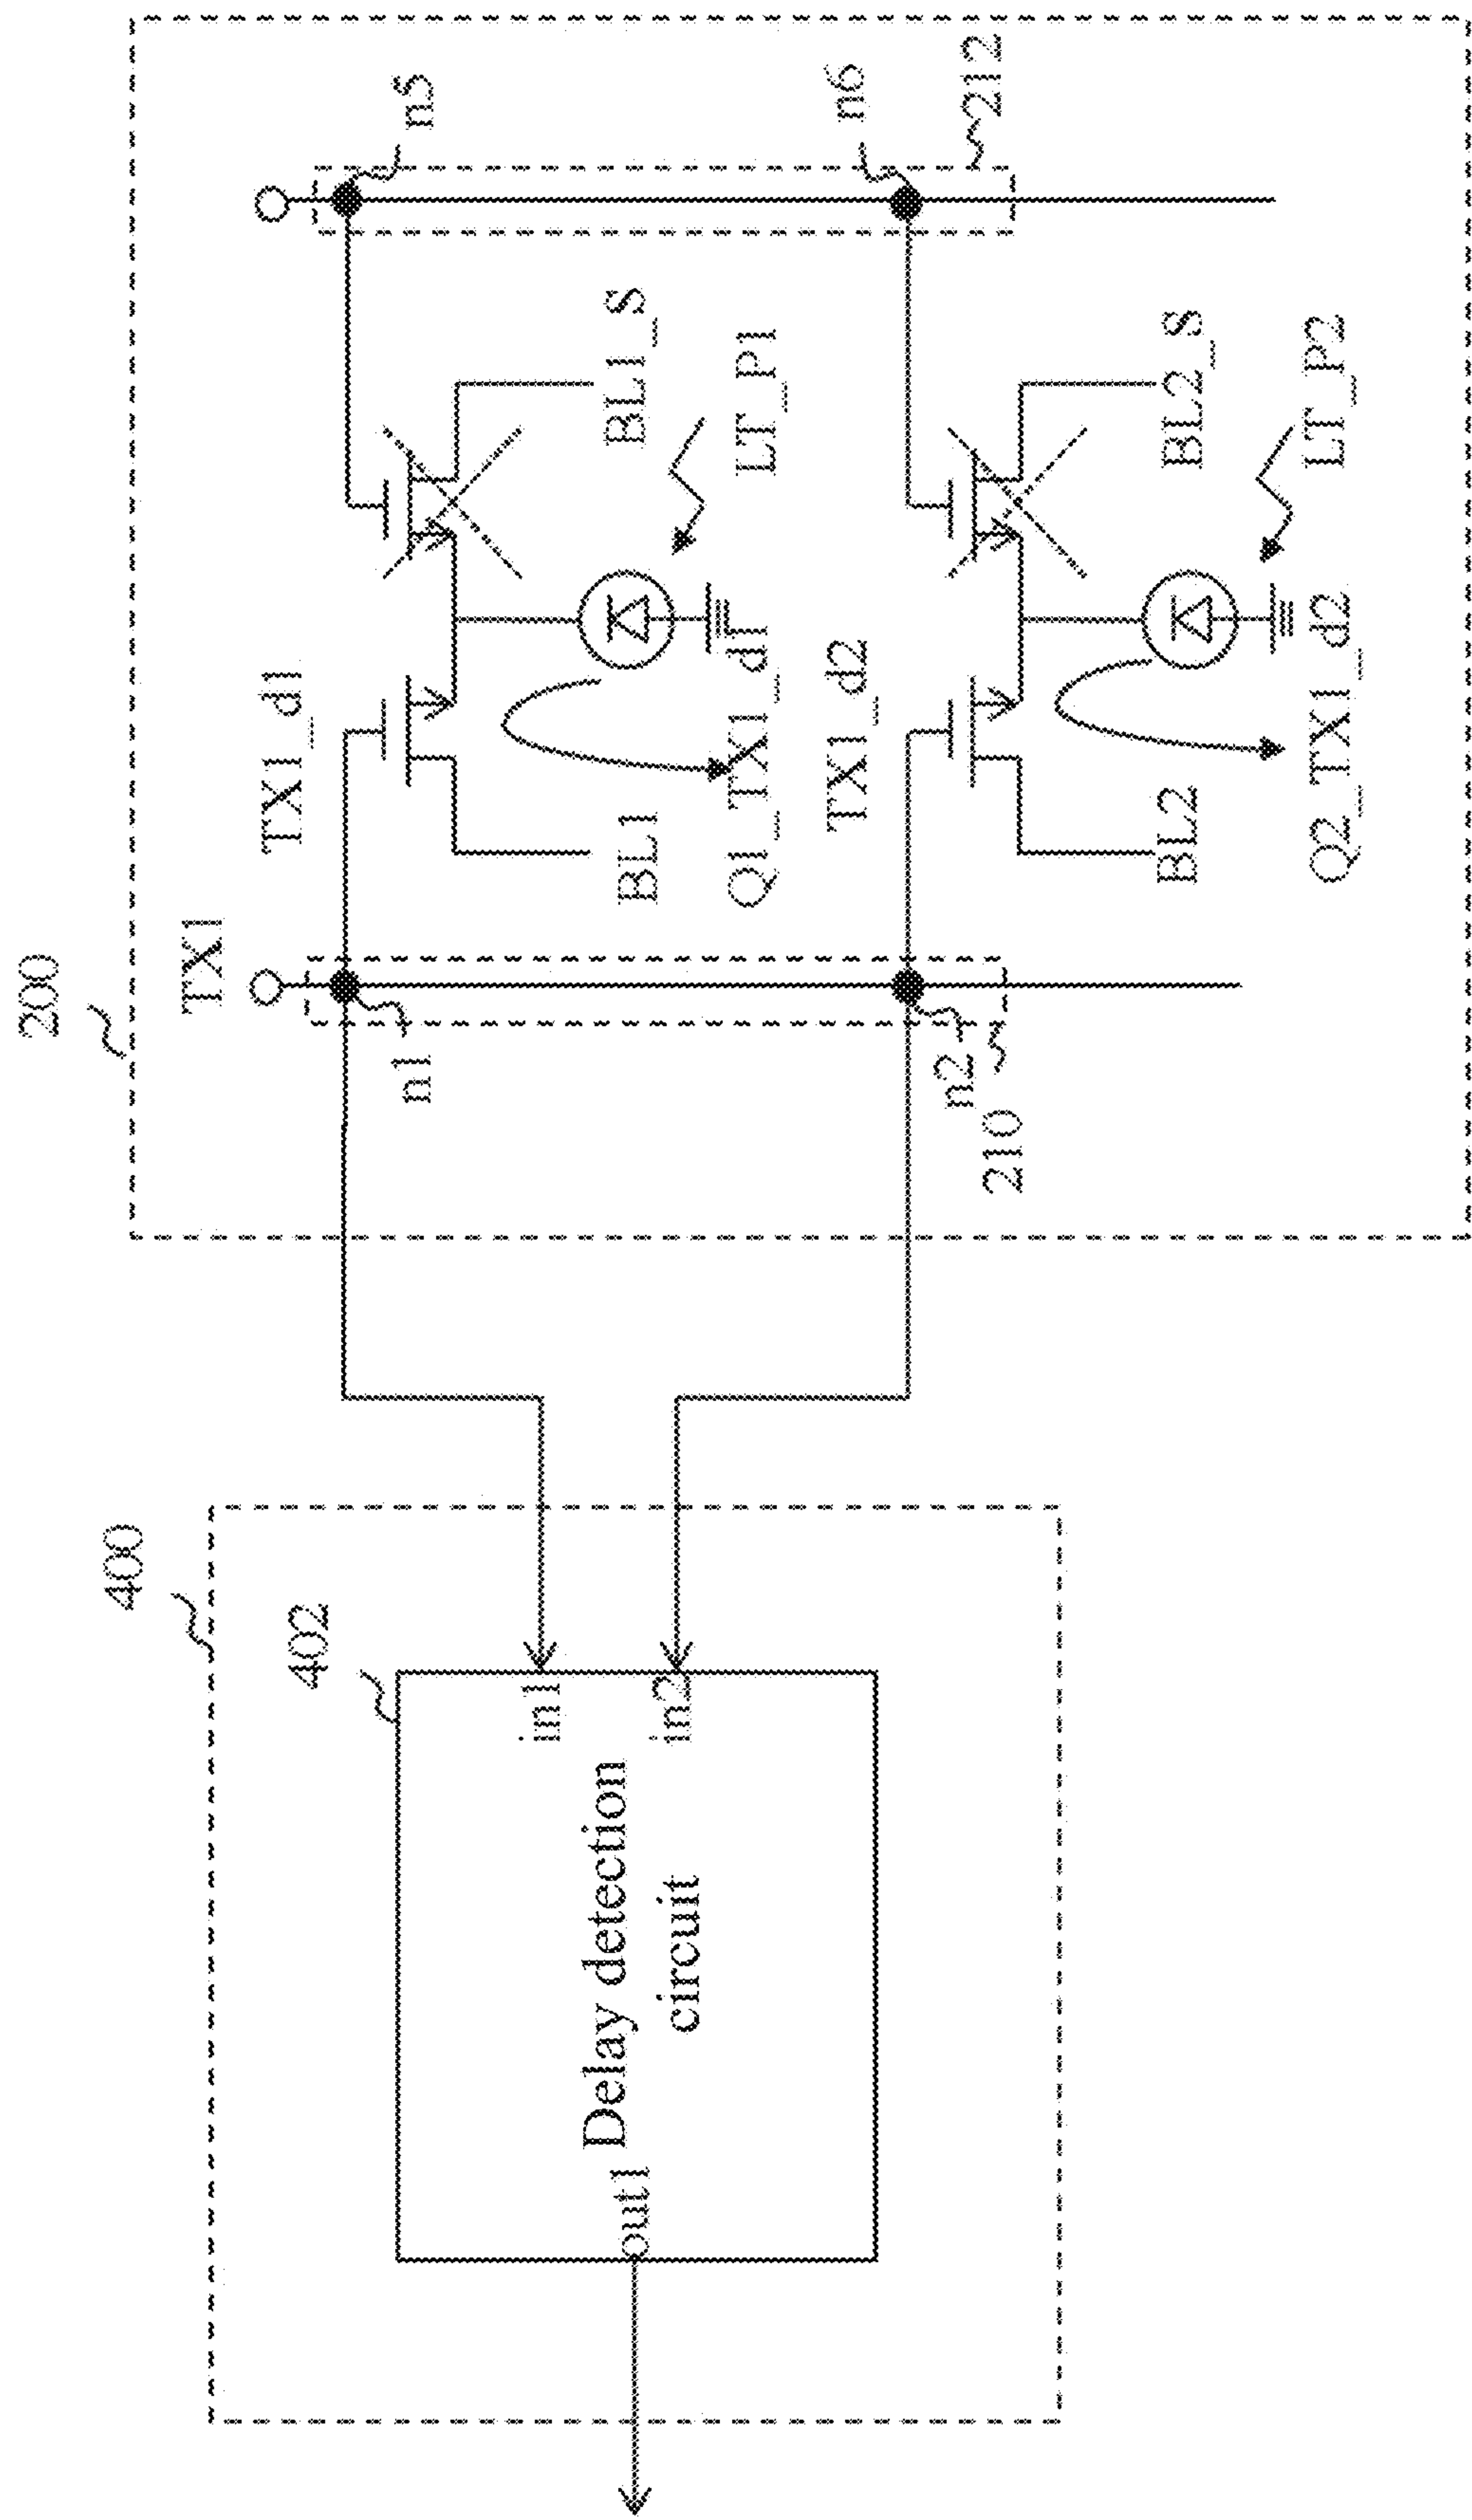 200
400
402
TX1
TX1_d1
n5
n1
in1
in2
Delay detection
circuit
out1
BL1
BL1_S
Q1_TX1_d1
LT_P1
TX1_d2
n6
n2
210
212
BL2
BL2_S
Q2_TX1_d2
LT_P2